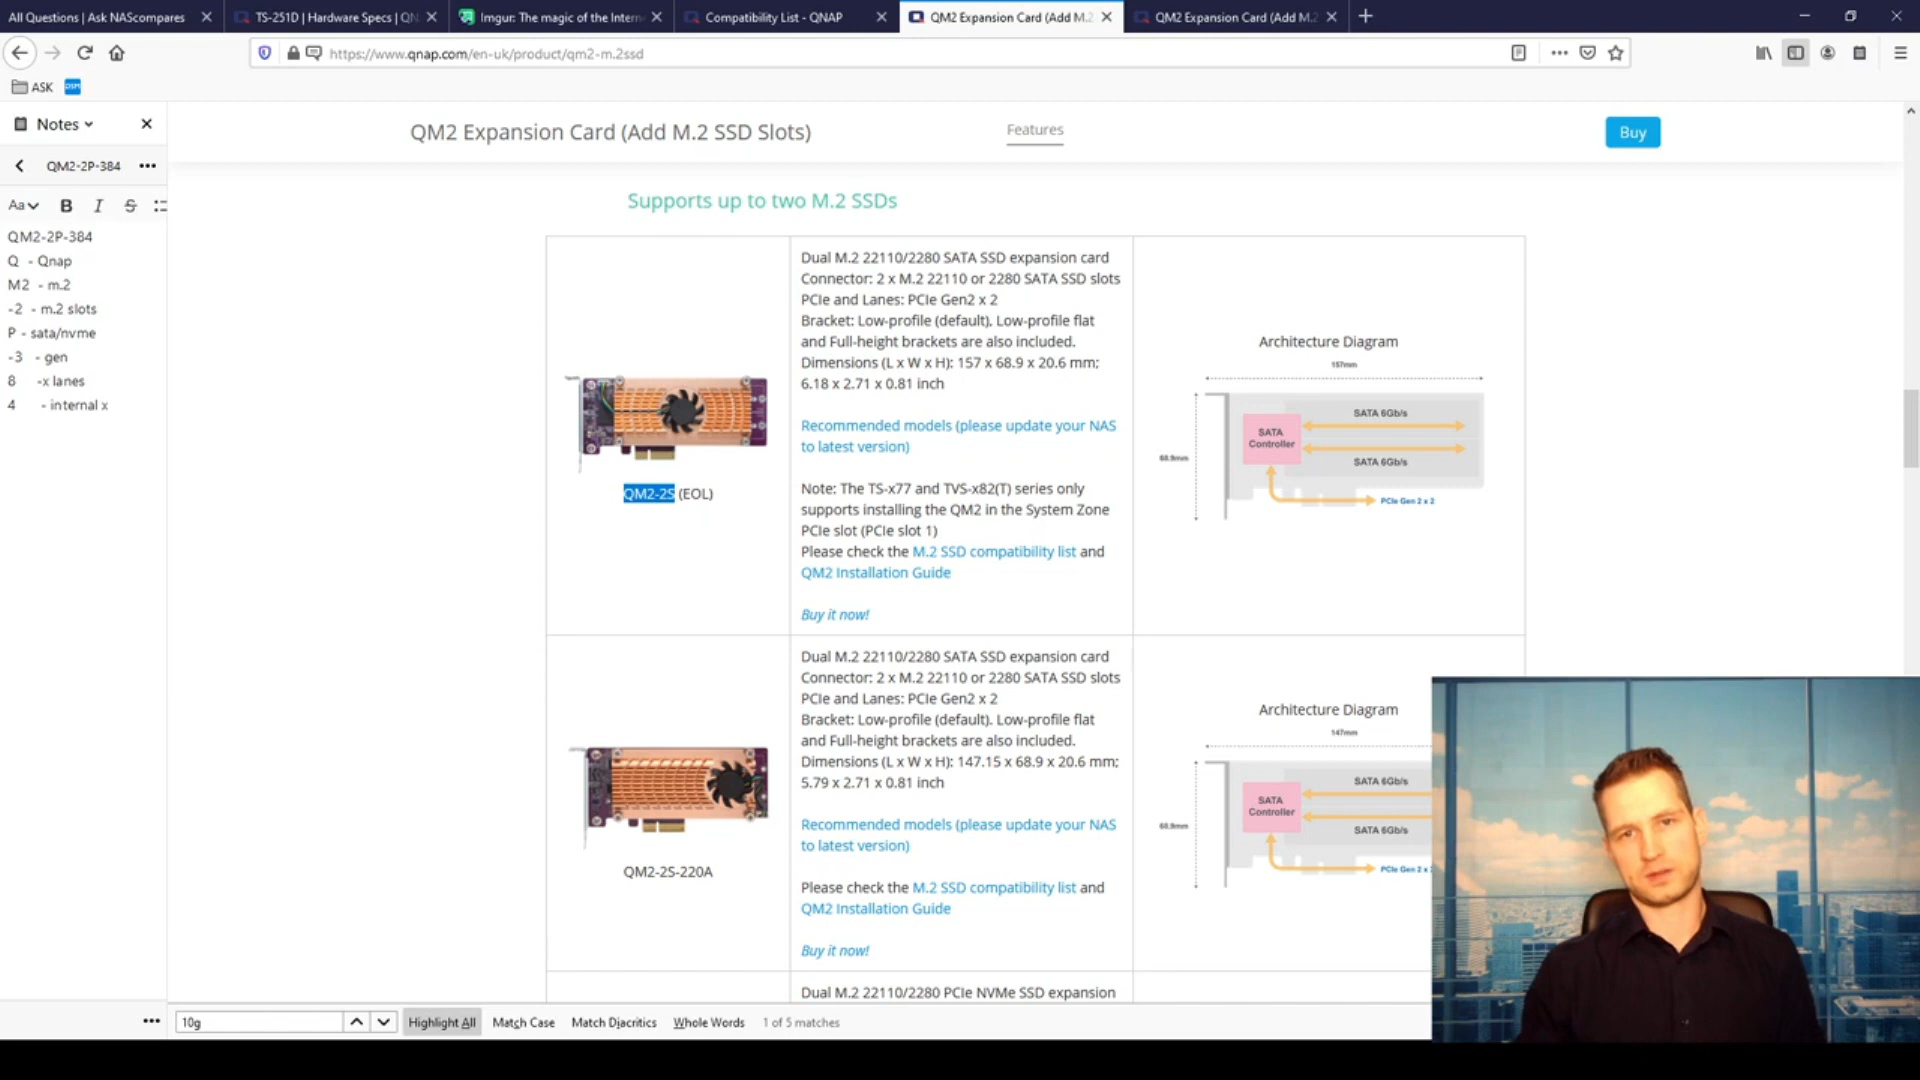 All Questions | Ask NAScompares
TS-251D | Hardware Specs | QN
Imgur: The magic of the Intern
Compatibility List - QNAP
QM2 Expansion Card (Add M.2
QM2 Expansion Card (Add M.2
https://www.qnap.com/en-uk/product/qm2-m.2ssd
ASK
Notes
QM2-2P-384
Aa B I S
QM2-2P-384
Q - Qnap
M2 - m.2
-2 - m.2 slots
P - sata/nvme
-3 - gen
8 -x lanes
4 - internal x
QM2 Expansion Card (Add M.2 SSD Slots)
Features
Buy
Supports up to two M.2 SSDs
QM2-2S (EOL)
Dual M.2 22110/2280 SATA SSD expansion card
Connector: 2 x M.2 22110 or 2280 SATA SSD slots
PCIe and Lanes: PCIe Gen2 x 2
Bracket: Low-profile (default), Low-profile flat
and Full-height brackets are also included.
Dimensions (L x W x H): 157 x 68.9 x 20.6 mm;
6.18 x 2.71 x 0.81 inch
Recommended models (please update your NAS
to latest version)
Note: The TS-x77 and TVS-x82(T) series only
supports installing the QM2 in the System Zone
PCIe slot (PCIe slot 1)
Please check the M.2 SSD compatibility list and
QM2 Installation Guide
Buy it now!
Architecture Diagram
157mm
68.9mm
SATA
Controller
SATA 6Gb/s
SATA 6Gb/s
PCIe Gen 2 x 2
QM2-2S-220A
Dual M.2 22110/2280 SATA SSD expansion card
Connector: 2 x M.2 22110 or 2280 SATA SSD slots
PCIe and Lanes: PCIe Gen2 x 2
Bracket: Low-profile (default). Low-profile flat
and Full-height brackets are also included.
Dimensions (L x W x H): 147.15 x 68.9 x 20.6 mm;
5.79 x 2.71 x 0.81 inch
Recommended models (please update your NAS
to latest version)
Please check the M.2 SSD compatibility list and
QM2 Installation Guide
Buy it now!
Architecture Diagram
147mm
68.9mm
SATA
Controller
SATA 6Gb/s
SATA 6Gb/s
PCIe Gen 2 x
Dual M.2 22110/2280 PCIe NVMe SSD expansion
10g
Highlight All
Match Case
Match Diacritics
Whole Words
1 of 5 matches